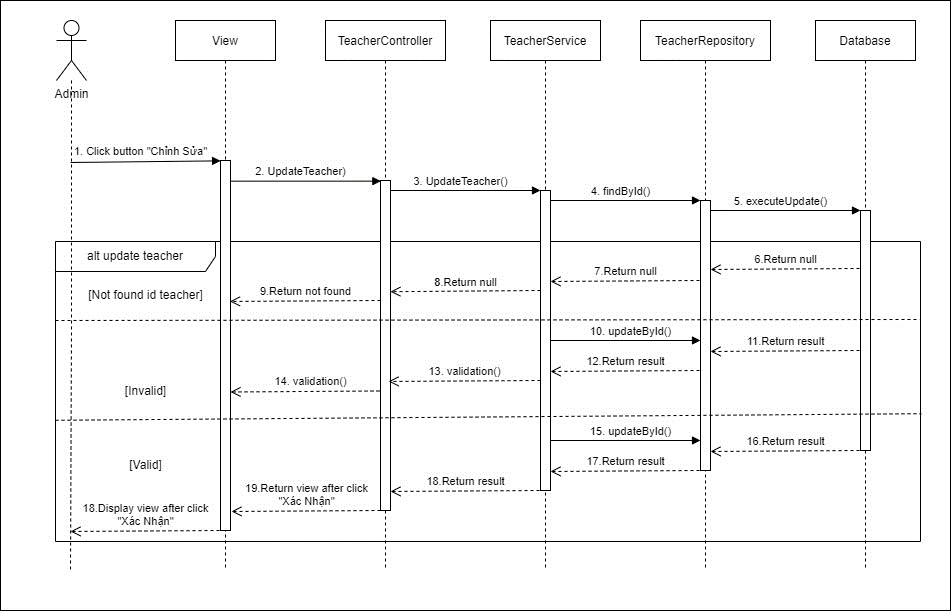 View
TeacherController
TeacherService
TeacherRepository
Database
Admin
1. Click button "Chỉnh Sửa"
2. UpdateTeacher)
3. UpdateTeacher()
4. findById()
5. executeUpdate()
alt update teacher
6.Return null
7.Return null
8.Return null
9.Return not found
[Not found id teacher]
10. updateById()
11.Return result
12.Return result
13. validation()
14. validation()
[Invalid]
15. updateById()
16.Return result
17.Return result
[Valid]
18.Return result
19.Return view after click
"Xác Nhận"
18.Display view after click
"Xác Nhận"